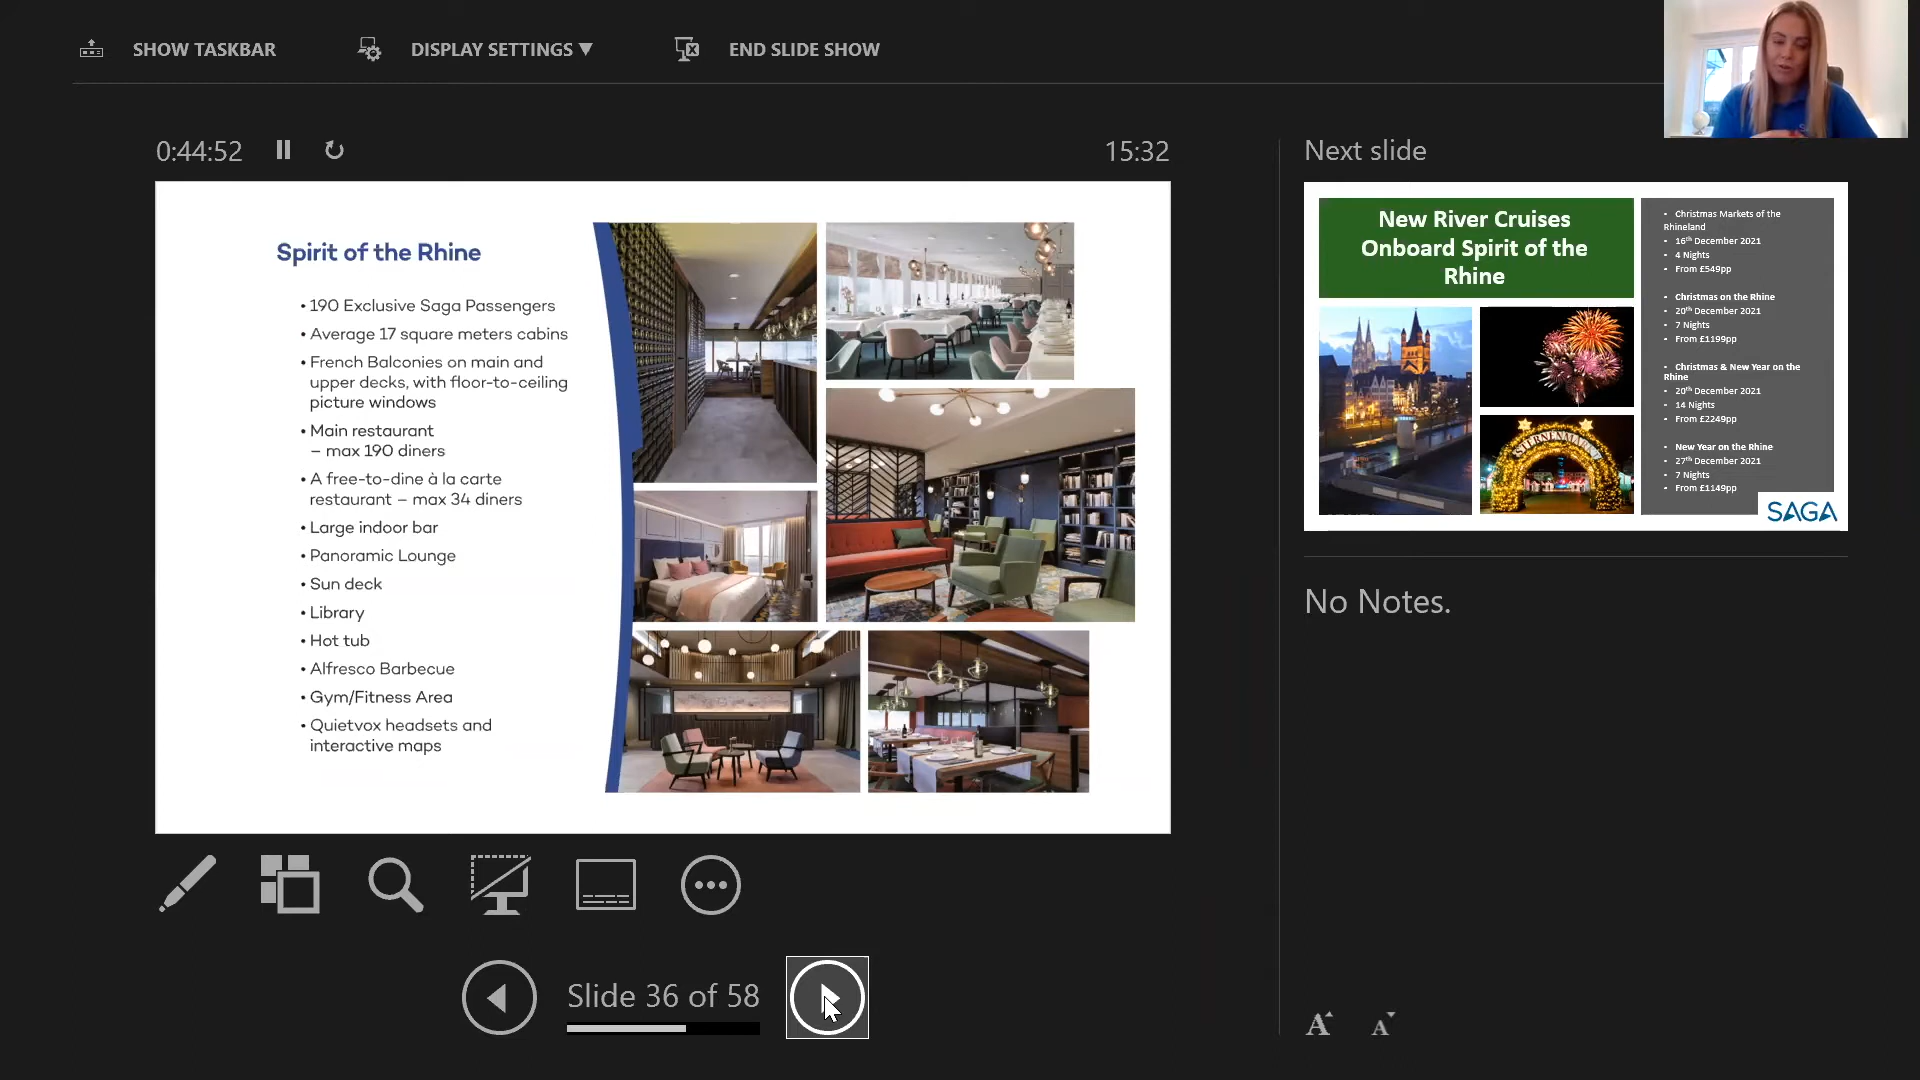 SHOW TASKBAR
DISPLAY SETTINGS ▼
END SLIDE SHOW
0:44:52
15:32
Spirit of the Rhine
• 190 Exclusive Saga Passengers
• Average 17 square meters cabins
• French Balconies on main and
upper decks, with floor-to-ceiling
picture windows
• Main restaurant
– max 190 diners
• A free-to-dine à la carte
restaurant – max 34 diners
• Large indoor bar
• Panoramic Lounge
• Sun deck
• Library
• Hot tub
• Alfresco Barbecue
• Gym/Fitness Area
• Quietvox headsets and
interactive maps
Slide 36 of 58
Next slide
New River Cruises
Onboard Spirit of the
Rhine
STERNENMARKT
• Christmas Markets of the
Rhineland
• 16th December 2021
• 4 Nights
• From £549pp
• Christmas on the Rhine
• 20th December 2021
• 7 Nights
• From £1199pp
• Christmas & New Year on the
Rhine
• 20th December 2021
• 14 Nights
• From £2249pp
• New Year on the Rhine
• 27th December 2021
• 7 Nights
• From £1149pp
SAGA
No Notes.
A A